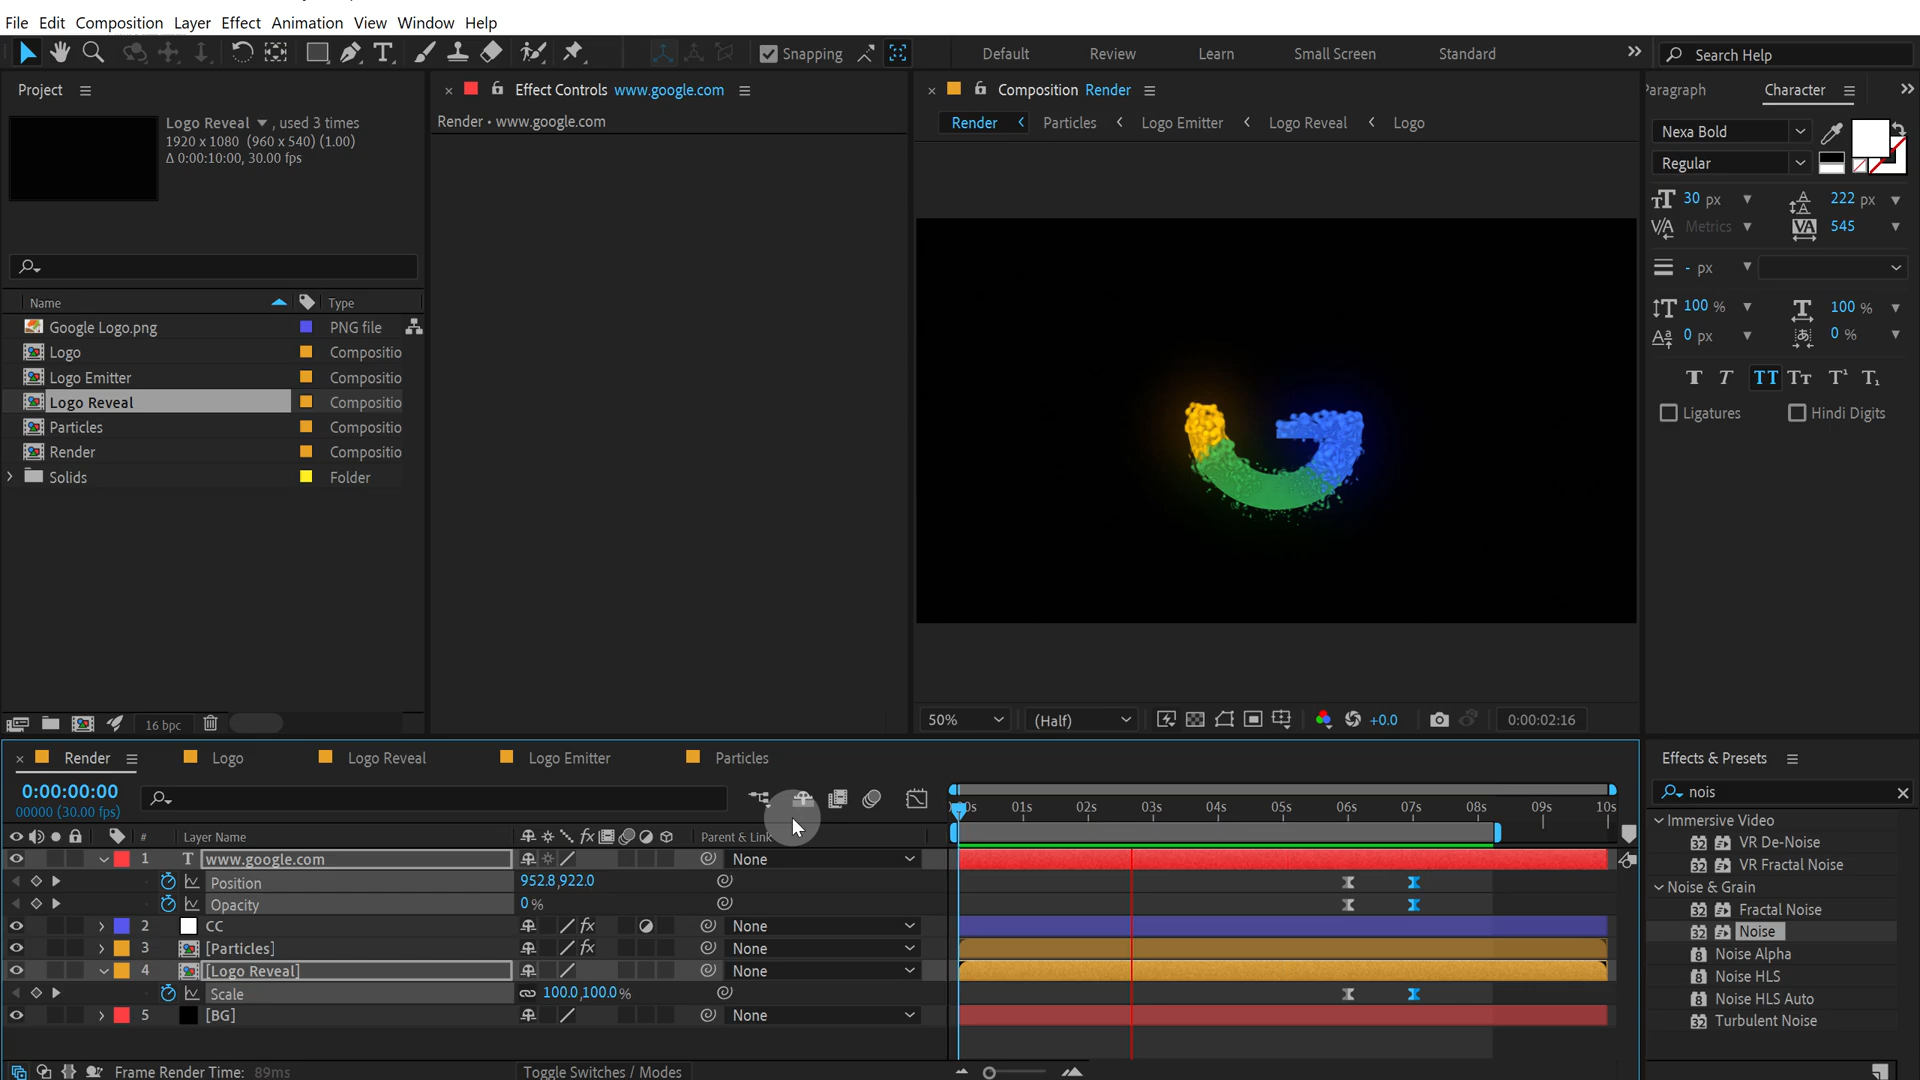 File Edit Composition Layer Effect Animation View Window Help
Snapping
Default Review Learn Small Screen Standard
Search Help
Project
Logo Reveal , used 3 times
1920 x 1080 (960 x 540) (1.00)
Δ 0:00:10:00, 30.00 fps
Name Type
Google Logo.png PNG file
Logo Compositio
Logo Emitter Compositio
Logo Reveal Compositio
Particles Compositio
Render Compositio
Solids Folder
16 bpc
Effect Controls www.google.com
Render • www.google.com
Composition Render
Render Particles Logo Emitter Logo Reveal Logo
50% (Half) +0.0 0:00:02:16
Paragraph Character
Nexa Bold
Regular
30 px 222 px
Metrics 545
- px
100 % 100 %
0 px 0 %
Ligatures Hindi Digits
Render Logo Logo Reveal Logo Emitter Particles
0:00:00:00
00000 (30.00 fps)
01s 02s 03s 04s 05s 06s 07s 08s 09s 10s
# Layer Name Parent & Link
1 www.google.com None
Position 952.8,922.0
Opacity 0 %
2 CC None
3 [Particles] None
4 [Logo Reveal] None
Scale 100.0,100.0 %
5 [BG] None
Frame Render Time: 89ms Toggle Switches / Modes
Effects & Presets
nois
Immersive Video
32 VR De-Noise
32 VR Fractal Noise
Noise & Grain
32 Fractal Noise
32 Noise
8 Noise Alpha
8 Noise HLS
8 Noise HLS Auto
32 Turbulent Noise